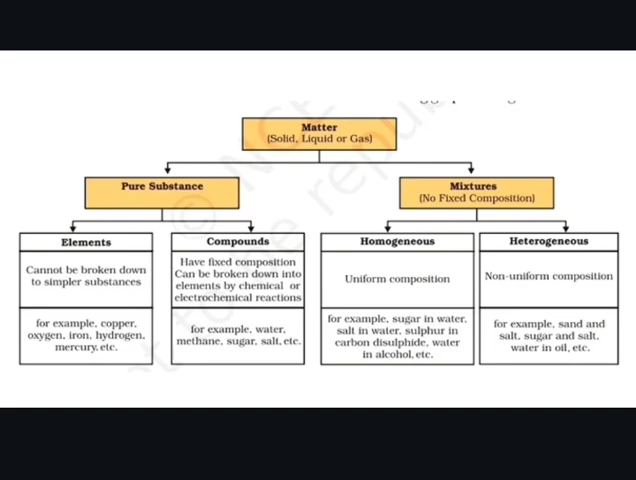 Matter
(Solid, Liquid or Gas)
Pure Substance
Mixtures
(No Fixed Composition)
Elements
Cannot be broken down
to simpler substances
for example, copper,
oxygen, iron, hydrogen,
mercury, etc.
Compounds
Have fixed composition
Can be broken down into
elements by chemical or
electrochemical reactions
for example, water,
methane, sugar, salt, etc.
Homogeneous
Uniform composition
for example, sugar in water,
salt in water, sulphur in
carbon disulphide, water
in alcohol, etc.
Heterogeneous
Non-uniform composition
for example, sand and
salt, sugar and salt,
water in oil, etc.